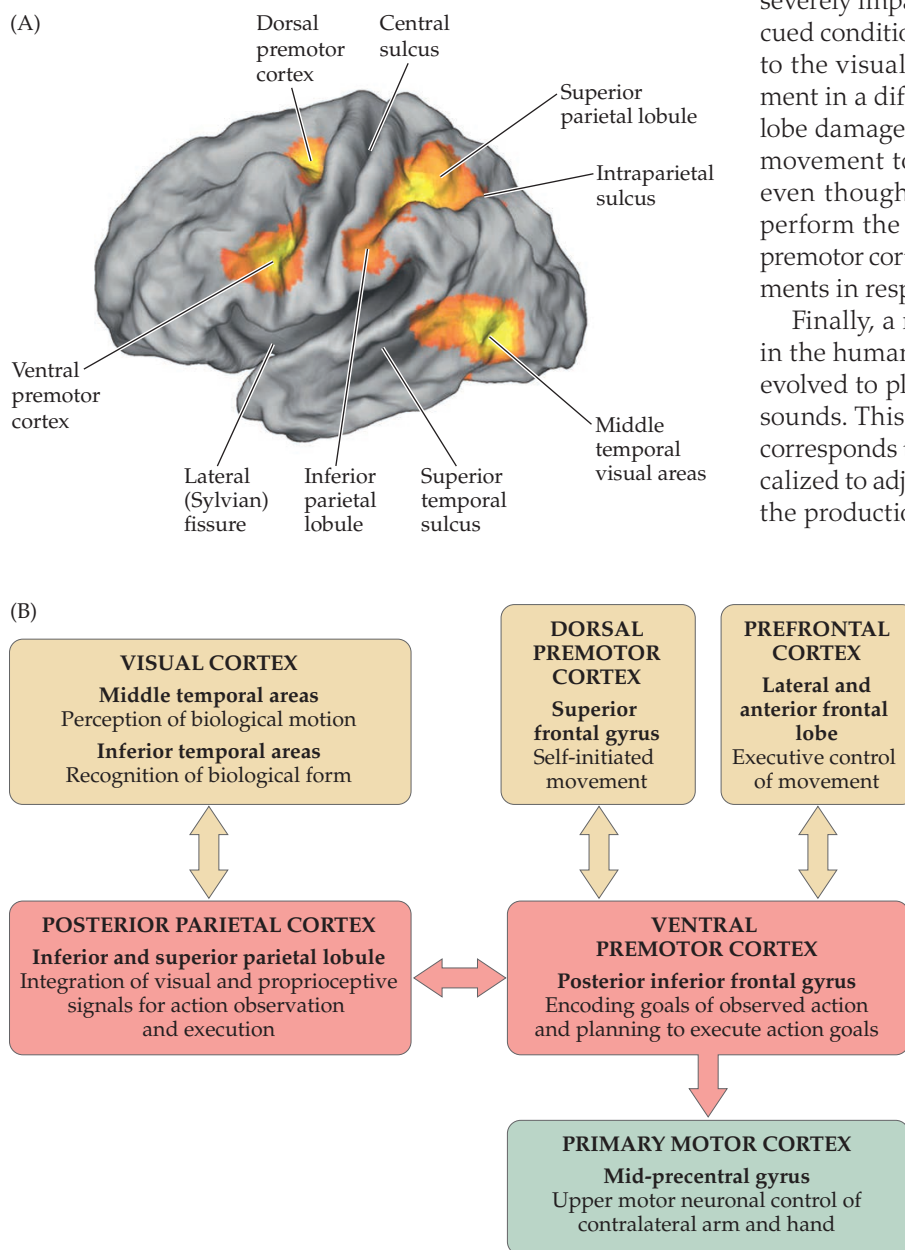 (A)
Dorsal
premotor
cortex
Central
sulcus
Superior
parietal lobule
Intraparietal
sulcus
Ventral
premotor
cortex
Lateral
(Sylvian)
fissure
Inferior
parietal
lobule
Superior
temporal
sulcus
Middle
temporal
visual areas
cued condition
to the visual
ment in a dif
lobe damage
movement to
even though
perform the
premotor cor
ments in resp
Finally, a
in the human
evolved to pl
sounds. This
corresponds
calized to adj
the productio
(B)
VISUAL CORTEX
Middle temporal areas
Perception of biological motion
Inferior temporal areas
Recognition of biological form
DORSAL
PREMOTOR
CORTEX
Superior
frontal gyrus
Self-initiated
movement
PREFRONTAL
CORTEX
Lateral and
anterior frontal
lobe
Executive control
of movement
POSTERIOR PARIETAL CORTEX
Inferior and superior parietal lobule
Integration of visual and proprioceptive
signals for action observation
and execution
VENTRAL
PREMOTOR CORTEX
Posterior inferior frontal gyrus
Encoding goals of observed action
and planning to execute action goals
PRIMARY MOTOR CORTEX
Mid-precentral gyrus
Upper motor neuronal control of
contralateral arm and hand